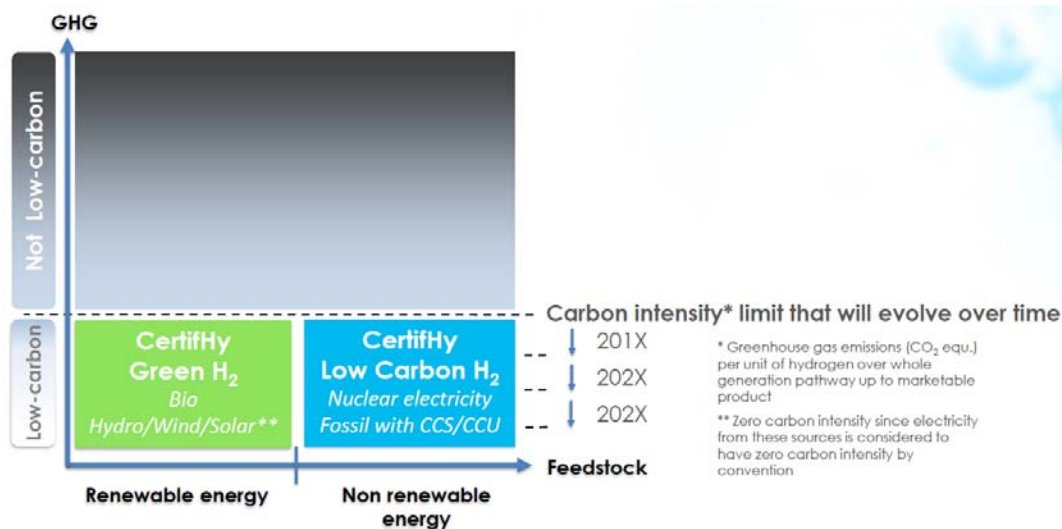 GHG
Not Low-carbon
Low-carbon
CertifHy
Green H₂
Bio
Hydro/Wind/Solar**
CertifHy
Low Carbon H₂
Nuclear electricity
Fossil with CCS/CCU
Carbon intensity* limit that will evolve over time
201X
202X
202X
* Greenhouse gas emissions (CO₂ equ.)
per unit of hydrogen over whole
generation pathway up to marketable
product
** Zero carbon intensity since electricity
from these sources is considered to
have zero carbon intensity by
convention
Feedstock
Renewable energy
Non renewable
energy